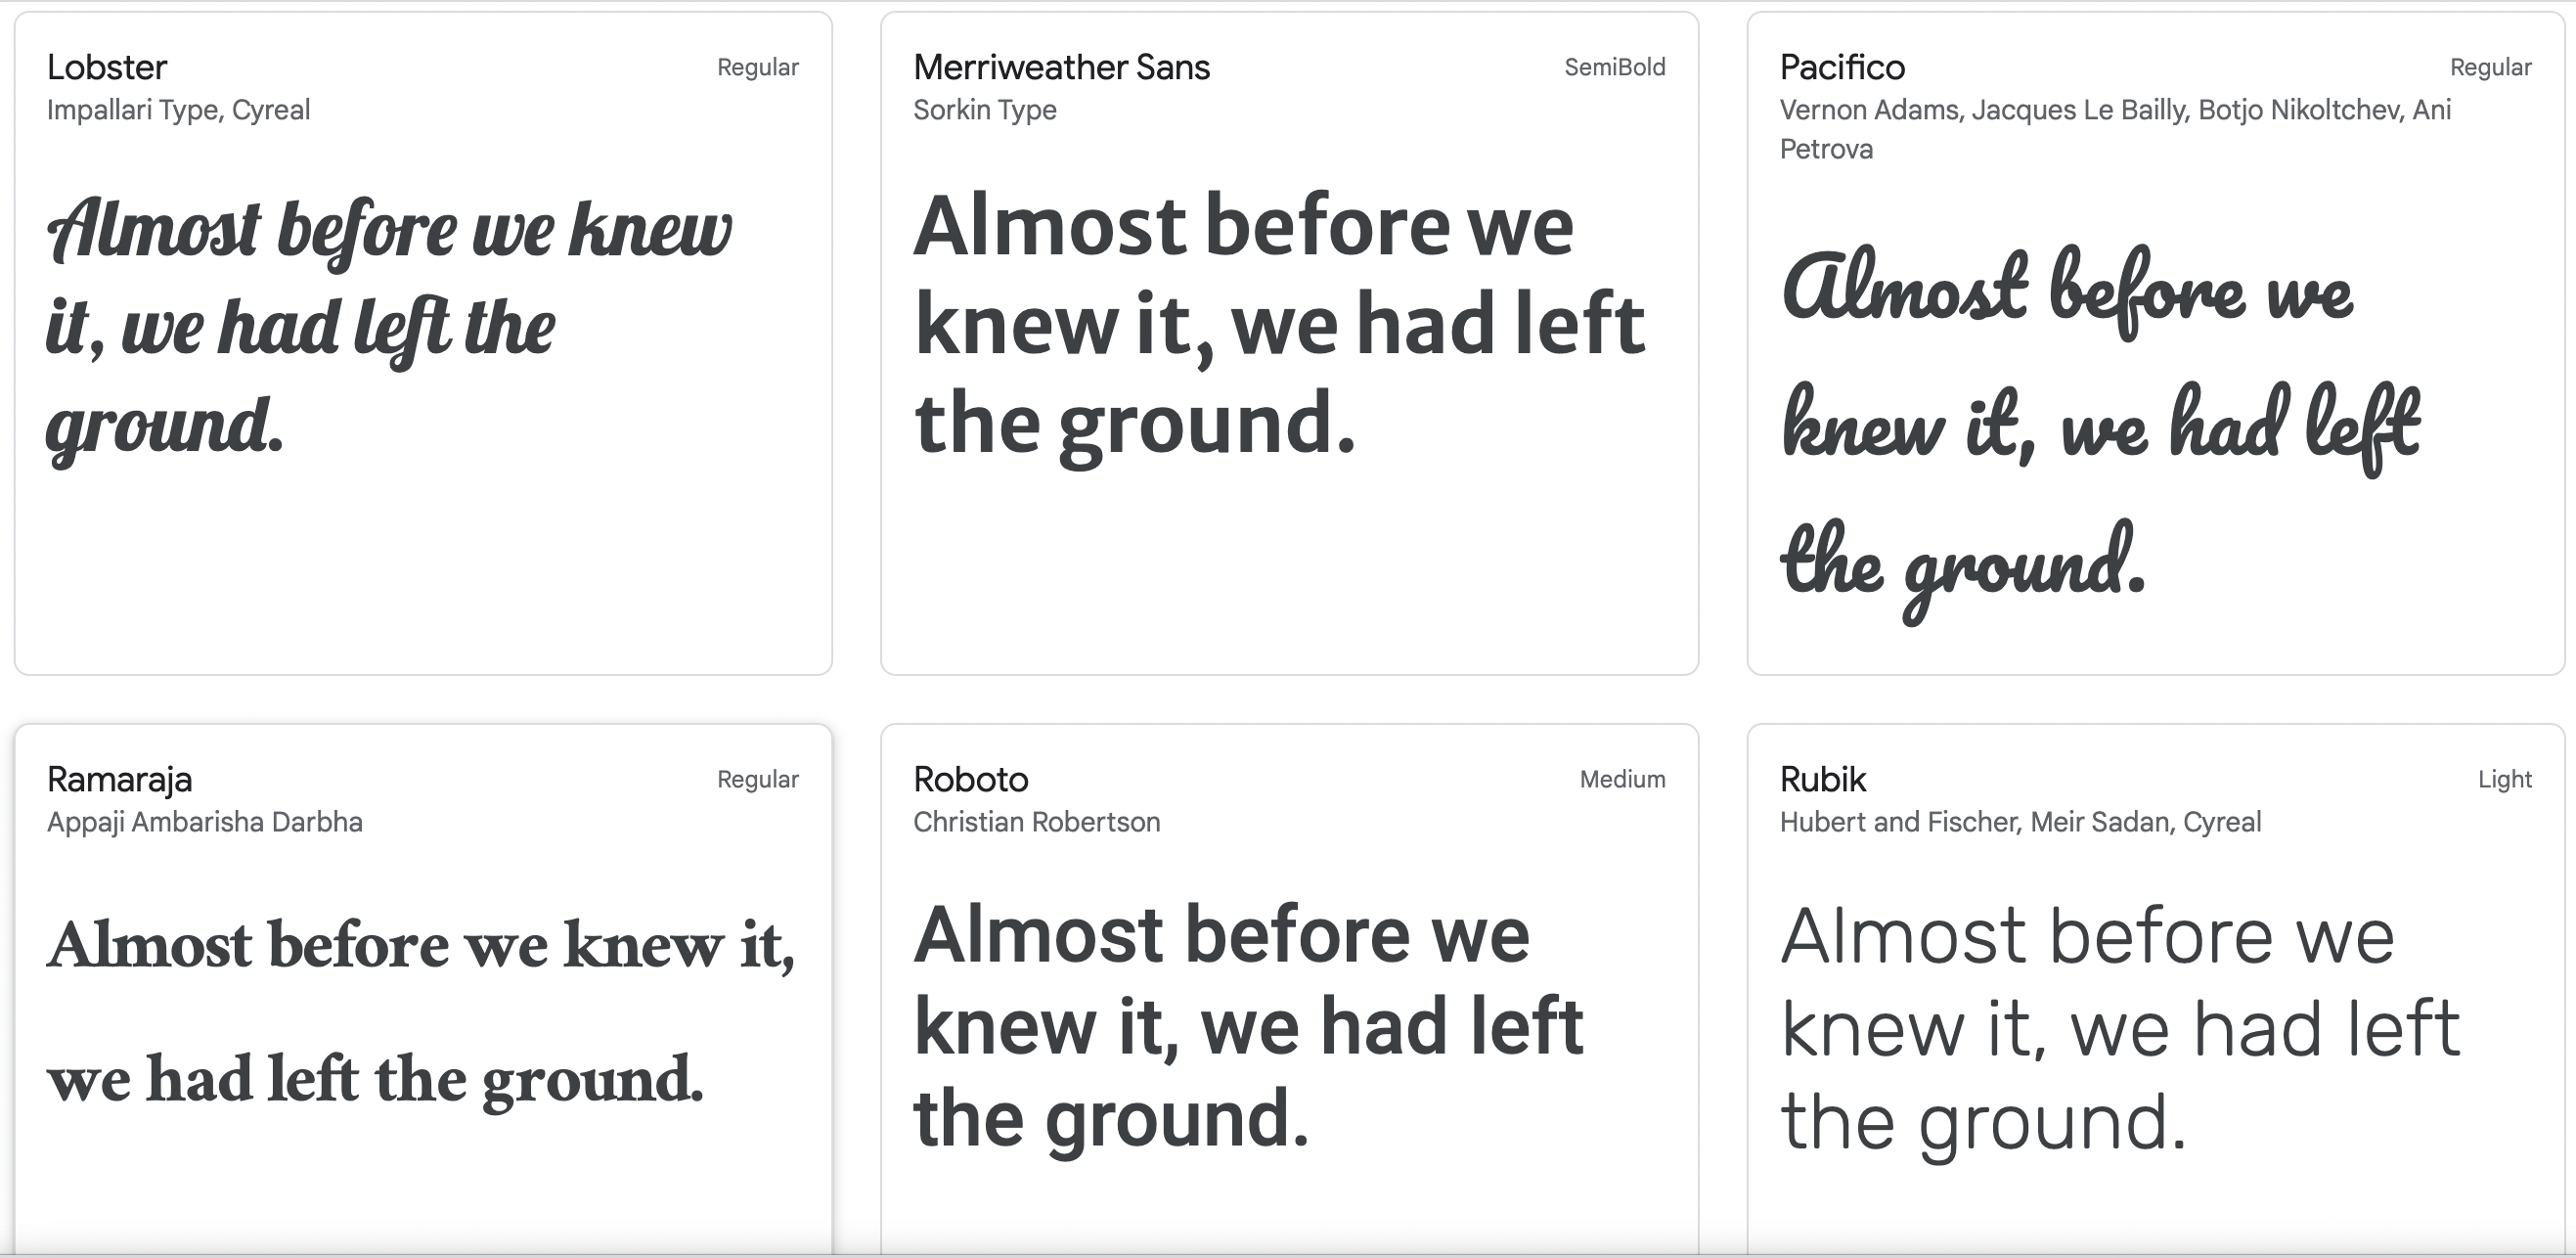 Lobster
Regular
Impallari Type, Cyreal
Almost before we knew
it, we had left the
ground.
Merriweather Sans
SemiBold
Sorkin Type
Almost before we
knew it, we had left
the ground.
Pacifico
Regular
Vernon Adams, Jacques Le Bailly, Botjo Nikoltchev, Ani
Petrova
Almost before we
knew it, we had left
the ground.
Ramaraja
Regular
Appaji Ambarisha Darbha
Almost before we knew it,
we had left the ground.
Roboto
Medium
Christian Robertson
Almost before we
knew it, we had left
the ground.
Rubik
Light
Hubert and Fischer, Meir Sadan, Cyreal
Almost before we
knew it, we had left
the ground.